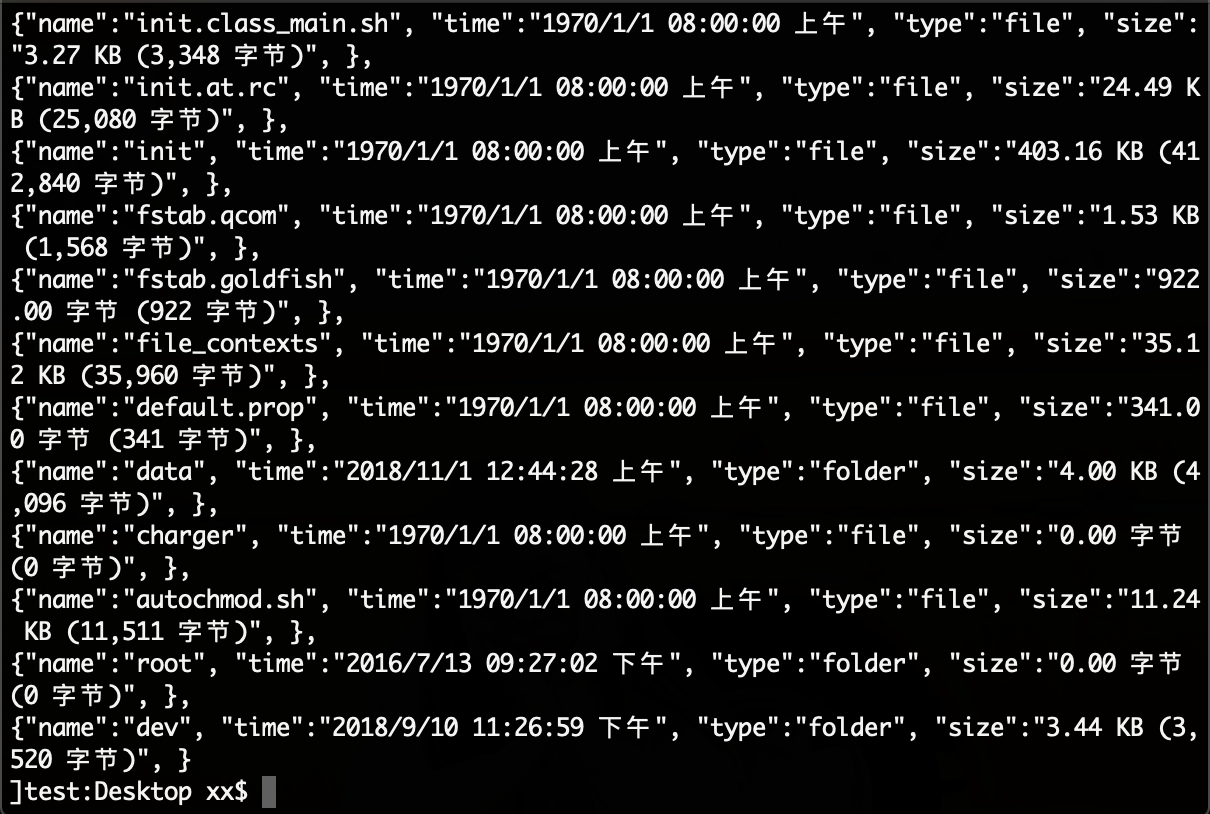 {"name":"init.class_main.sh", "time":"1970/1/1 08:00:00 上午", "type":"file", "size":
"3.27 KB (3,348 字节)", },
{"name":"init.at.rc", "time":"1970/1/1 08:00:00 上午", "type":"file", "size":"24.49 K
B (25,080 字节)", },
{"name":"init", "time":"1970/1/1 08:00:00 上午", "type":"file", "size":"403.16 KB (41
2,840 字节)", },
{"name":"fstab.qcom", "time":"1970/1/1 08:00:00 上午", "type":"file", "size":"1.53 KB
 (1,568 字节)", },
{"name":"fstab.goldfish", "time":"1970/1/1 08:00:00 上午", "type":"file", "size":"922
.00 字节 (922 字节)", },
{"name":"file_contexts", "time":"1970/1/1 08:00:00 上午", "type":"file", "size":"35.1
2 KB (35,960 字节)", },
{"name":"default.prop", "time":"1970/1/1 08:00:00 上午", "type":"file", "size":"341.0
0 字节 (341 字节)", },
{"name":"data", "time":"2018/11/1 12:44:28 上午", "type":"folder", "size":"4.00 KB (4
,096 字节)", },
{"name":"charger", "time":"1970/1/1 08:00:00 上午", "type":"file", "size":"0.00 字节
(0 字节)", },
{"name":"autochmod.sh", "time":"1970/1/1 08:00:00 上午", "type":"file", "size":"11.24
 KB (11,511 字节)", },
{"name":"root", "time":"2016/7/13 09:27:02 下午", "type":"folder", "size":"0.00 字节
(0 字节)", },
{"name":"dev", "time":"2018/9/10 11:26:59 下午", "type":"folder", "size":"3.44 KB (3,
520 字节)", }
]test:Desktop xx$